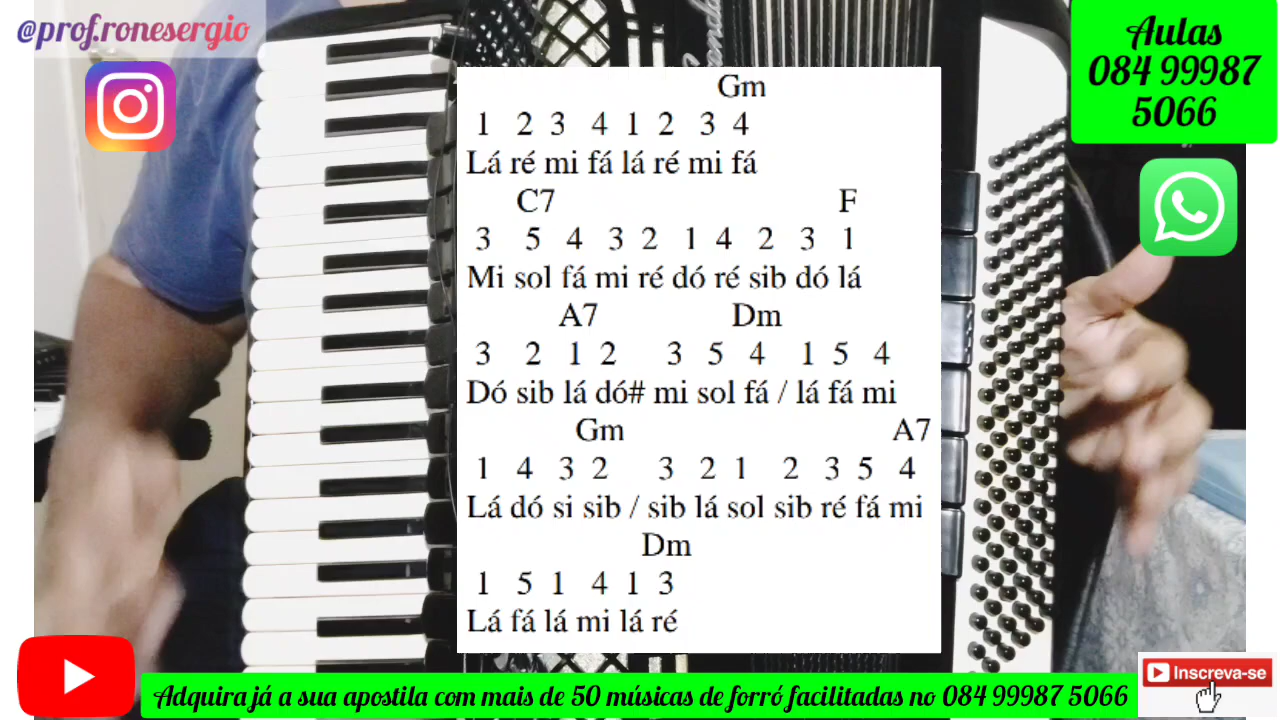 @prof.ronesergio
Aulas
084 99987
5066
Gm
1 2 3 4 1 2 3 4
Lá ré mi fá lá ré mi fá
C7 F
3 5 4 3 2 1 4 2 3 1
Mi sol fá mi ré dó ré sib dó lá
A7 Dm
3 2 1 2 3 5 4 1 5 4
Dó sib lá dó# mi sol fá / lá fá mi
Gm A7
1 4 3 2 3 2 1 2 3 5 4
Lá dó si sib / sib lá sol sib ré fá mi
Dm
1 5 1 4 1 3
Lá fá lá mi lá ré
Inscreva-se
Adquira já a sua apostila com mais de 50 músicas de forró facilitadas no 084 99987 5066